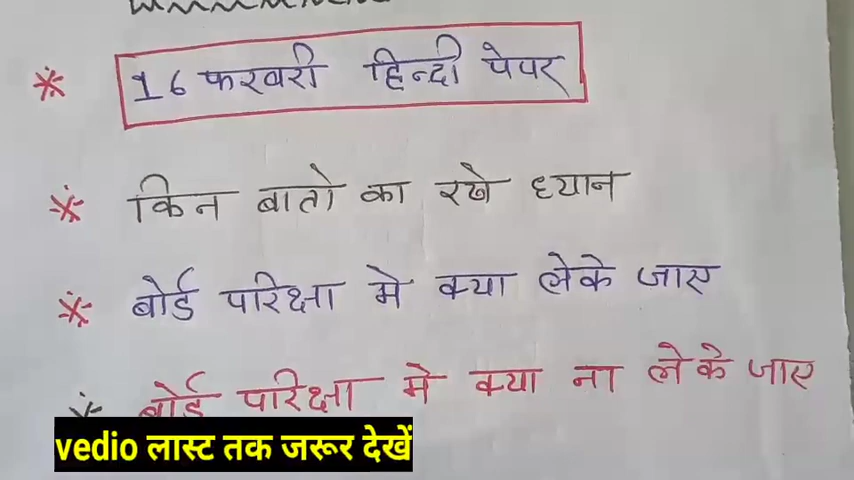 16 फरवरी हिन्दी पेपर
किन बातो का रखे ध्यान
बोर्ड परिक्षा मे क्या लेके जाए
बोर्ड परिक्षा मे क्या ना लेके जाए
vedio लास्ट तक जरूर देखें